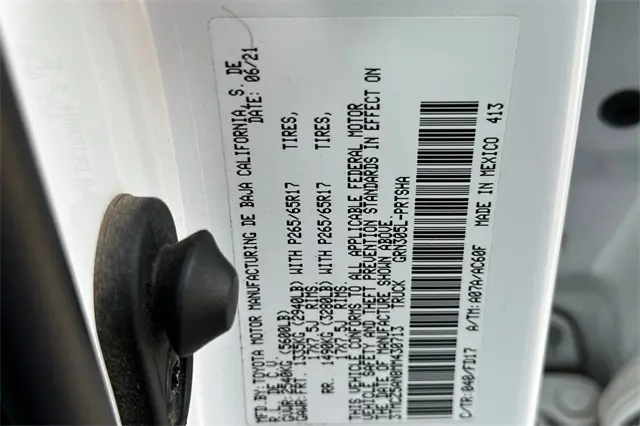 MFD.BY:TOYOTA MOTOR MANUFACTURING DE BAJA CALIFORNIA, S. DE
R.L. DE C.V. DATE: 06/21
GVWR:2540KG(5600LB)
GAWR:FRT. 1335KG(2940LB) WITH P265/65R17 TIRES,
17X7.5J RIMS.
RR. 1490KG(3280LB) WITH P265/65R17 TIRES,
17X7.5J RIMS.
THIS VEHICLE CONFORMS TO ALL APPLICABLE FEDERAL MOTOR
VEHICLE SAFETY AND THEFT PREVENTION STANDARDS IN EFFECT ON
THE DATE OF MANUFACTURE SHOWN ABOVE.
3TMCZ5AN8MM430713 TRUCK GRN305L-PRTSHA
C/TR:040/FD17 A/TM:A07A/AC60F MADE IN MEXICO 413